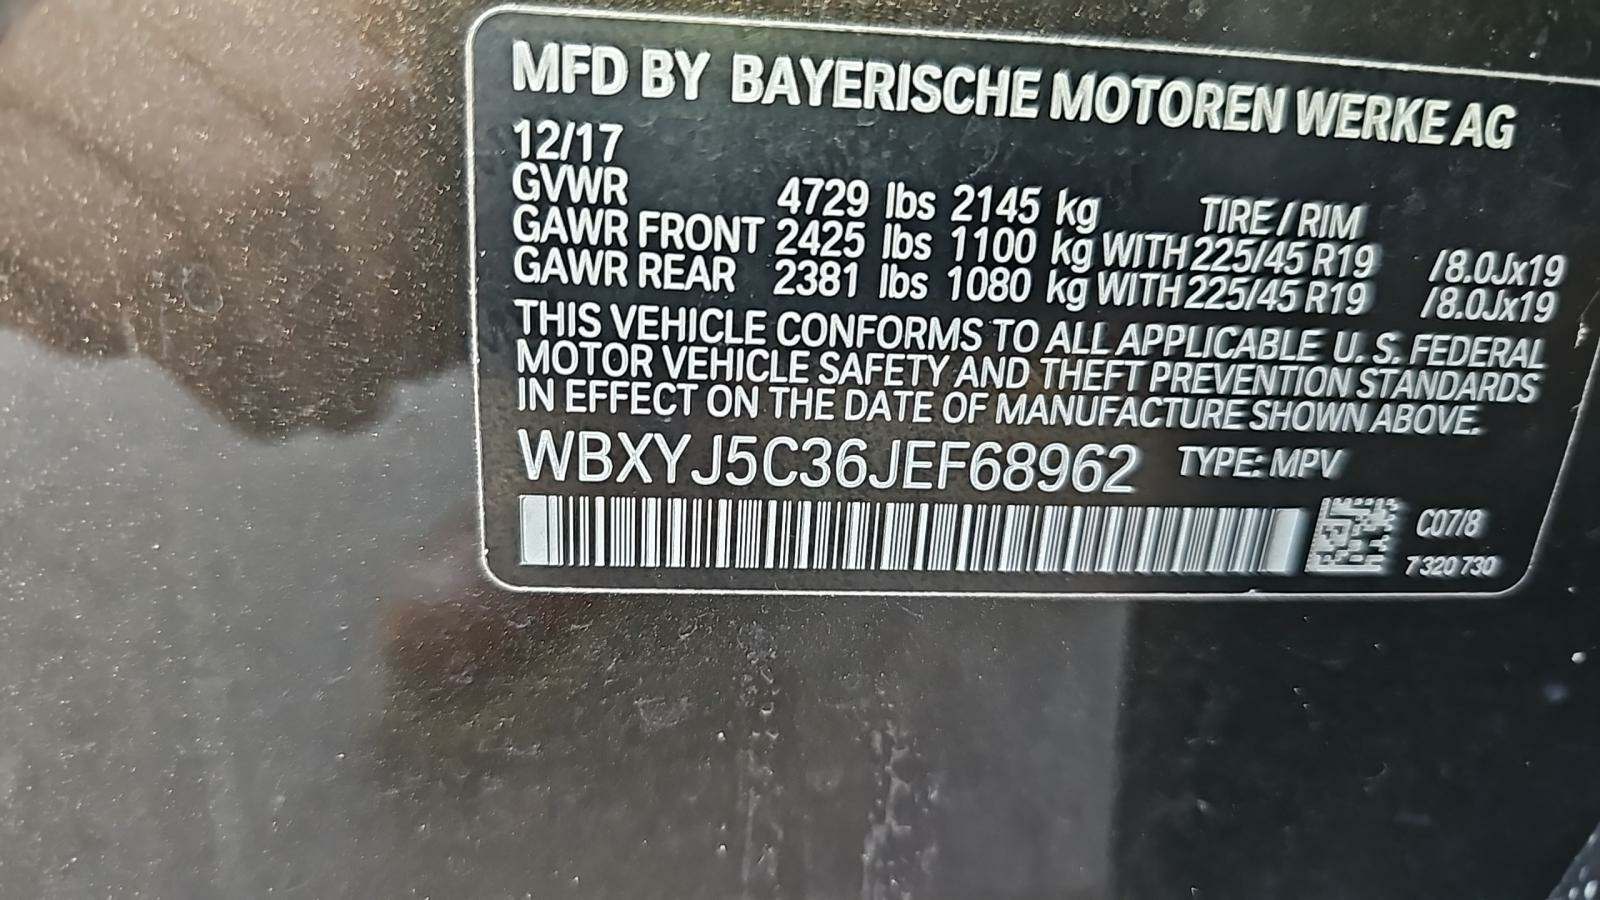 MFD BY BAYERISCHE MOTOREN WERKE AG
12/17
GVWR 4729 lbs 2145 kg TIRE / RIM
GAWR FRONT 2425 lbs 1100 kg WITH 225/45 R19 /8.0Jx19
GAWR REAR 2381 lbs 1080 kg WITH 225/45 R19 /8.0Jx19
THIS VEHICLE CONFORMS TO ALL APPLICABLE U. S. FEDERAL
MOTOR VEHICLE SAFETY AND THEFT PREVENTION STANDARDS
IN EFFECT ON THE DATE OF MANUFACTURE SHOWN ABOVE.
WBXYJ5C36JEF68962 TYPE: MPV
C07/8
7 320 730